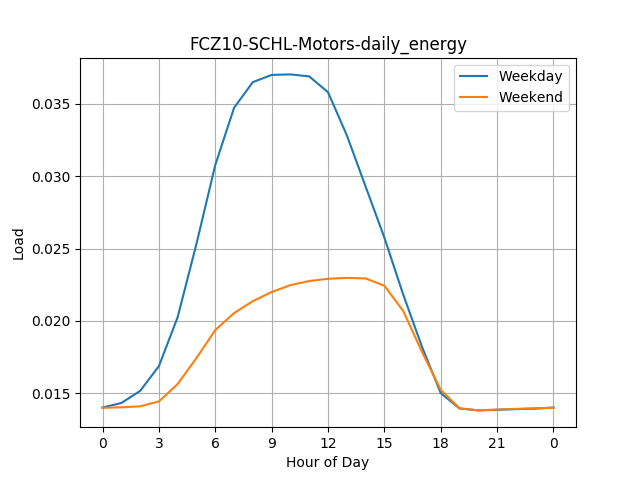 FCZ10-SCHL-Motors-daily_energy
Weekday
Weekend
0.035
0.030
0.025
0.020
0.015
Load
0 3 6 9 12 15 18 21 0
Hour of Day